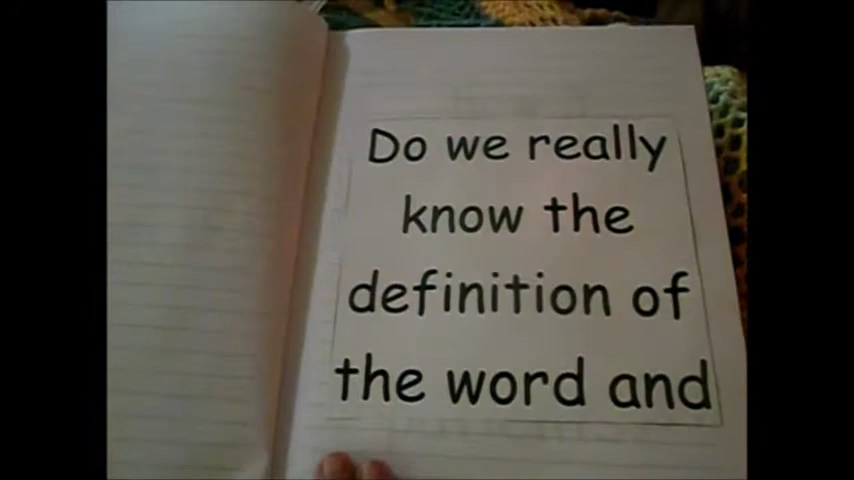 Do we really
know the
definition of
the word and